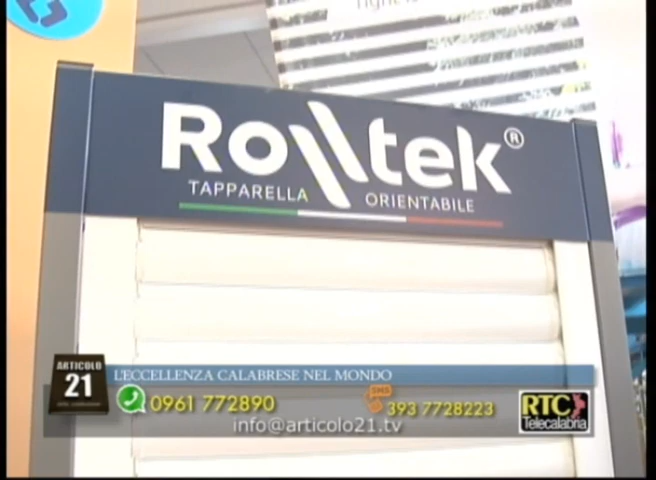 Rolltek®
TAPPARELLA ORIENTABILE
ARTICOLO
21
L'ECCELLENZA CALABRESE NEL MONDO
0961 772890
SMS
393 7728223
info@articolo21.tv
RTC
Telecalabria